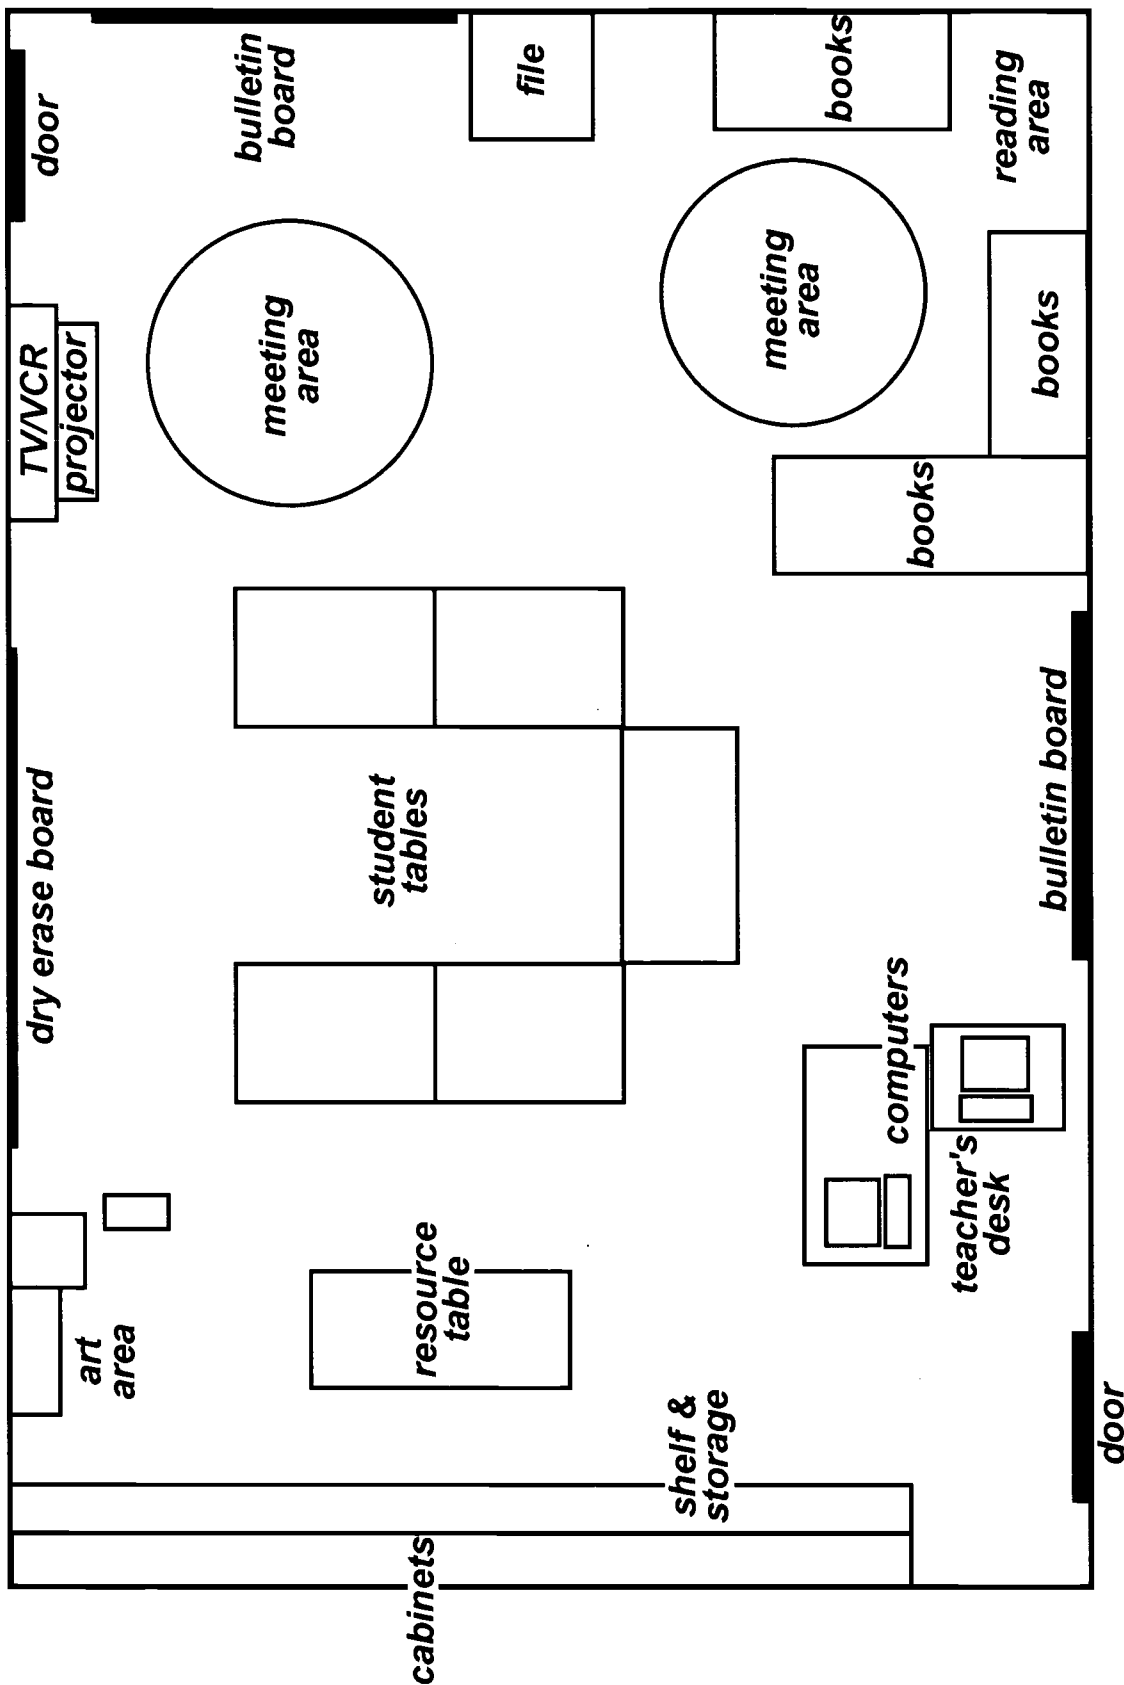 dry erase board
TV/VCR
door
projector
art
area
bulletin
board
meeting
area
student
tables
cabinets
resource
table
file
shelf &
storage
meeting
area
books
computers
books
teacher's
desk
reading
area
books
bulletin board
door